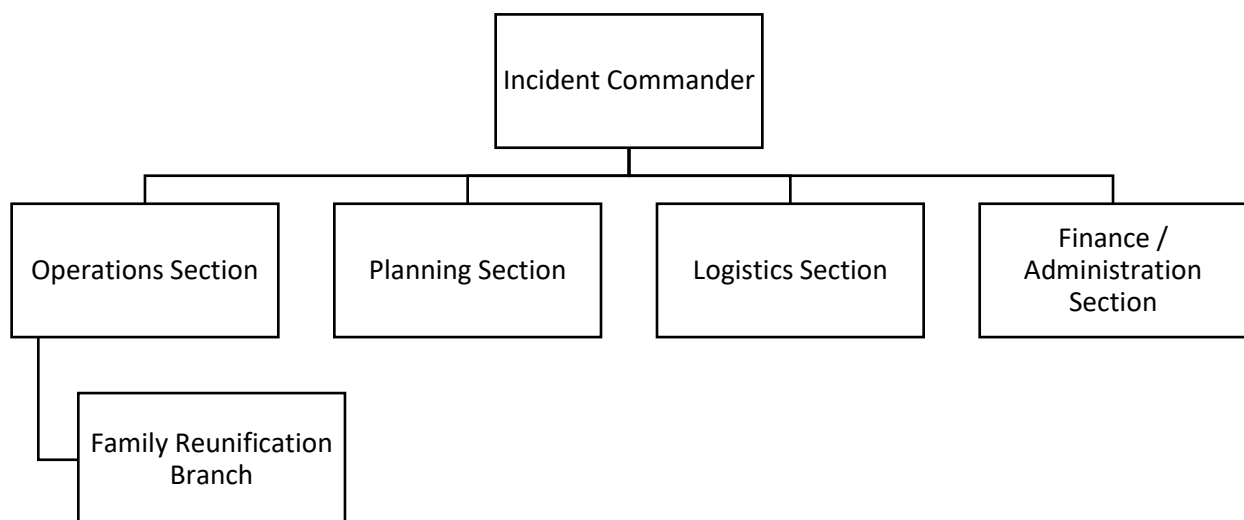 Incident Commander
Operations Section
Planning Section
Logistics Section
Finance /
Administration
Section
Family Reunification
Branch